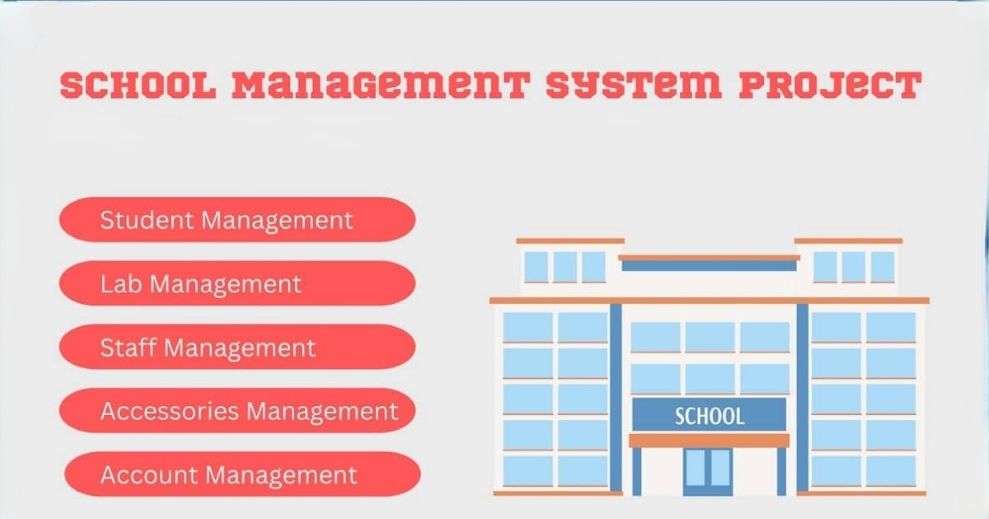 SCHOOL MANAGEMENT SYSTEM PROJECT
Student Management
Lab Management
Staff Management
Accessories Management
Account Management
SCHOOL